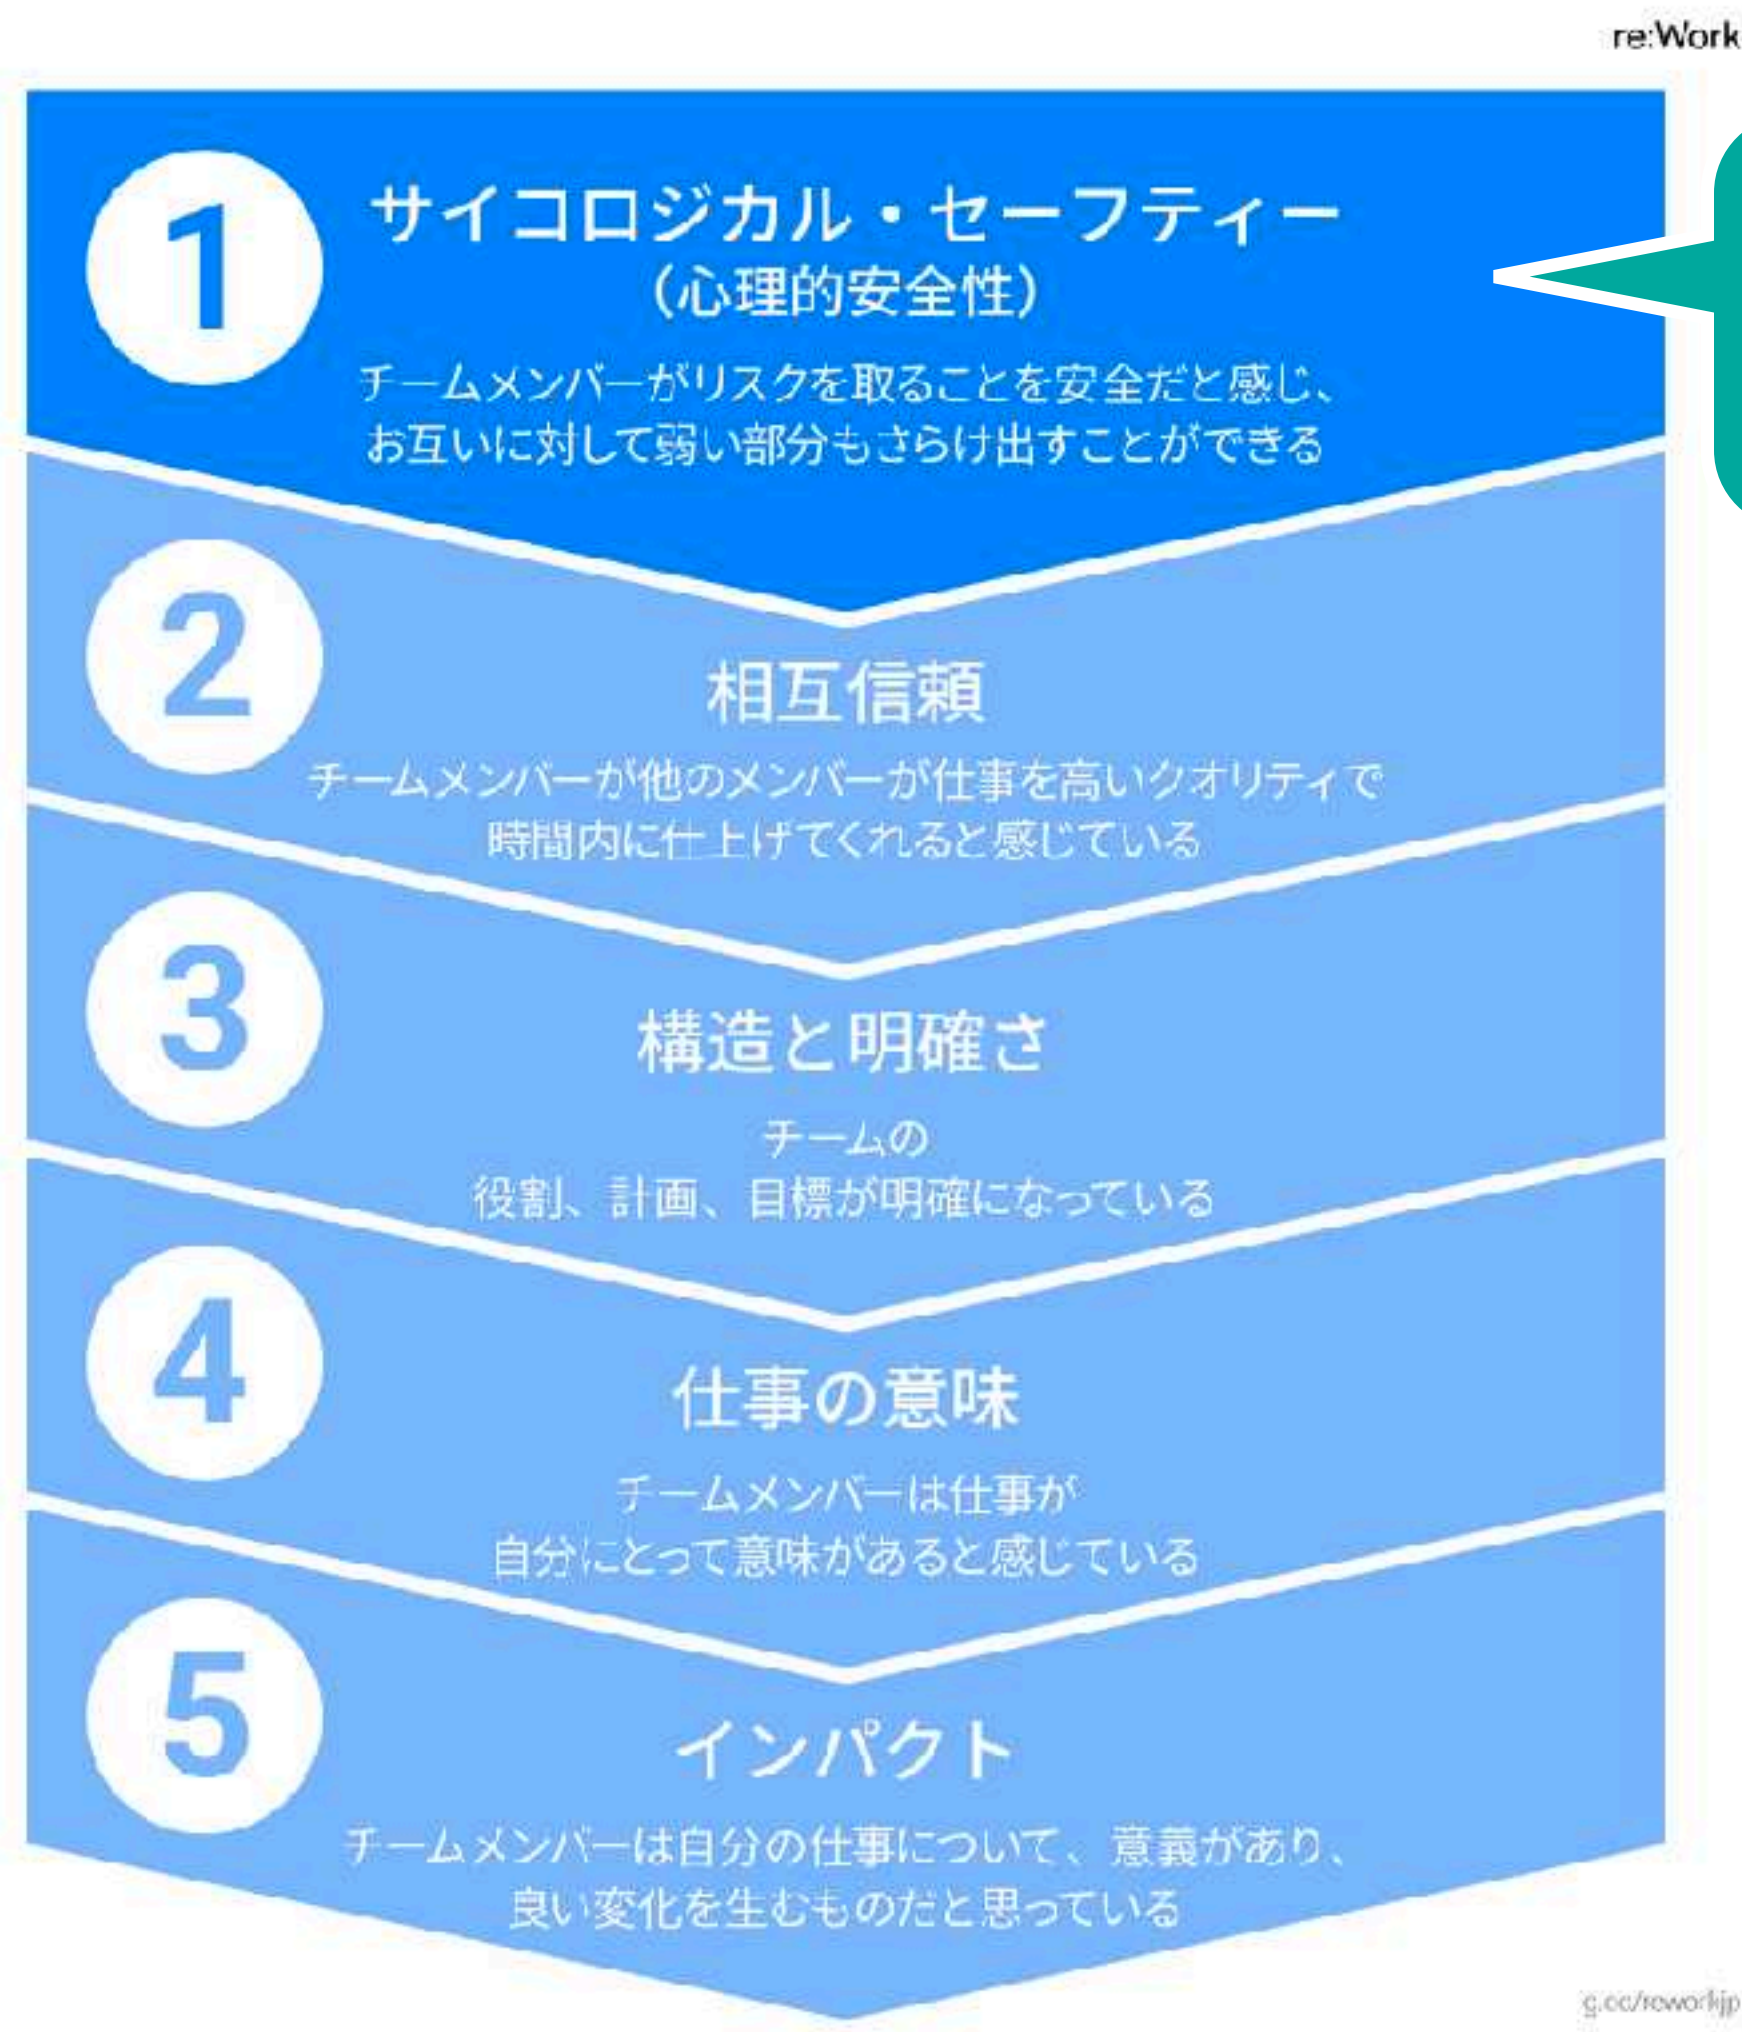 re:Work
1
サイコロジカル・セーフティー
（心理的安全性）
チームメンバーがリスクを取ることを安全だと感じ、
お互いに対して弱い部分もさらけ出すことができる
2
相互信頼
チームメンバーが他のメンバーが仕事を高いクオリティで
時間内に仕上げてくれると感じている
3
構造と明確さ
チームの
役割、計画、目標が明確になっている
4
仕事の意味
チームメンバーは仕事が
自分にとって意味があると感じている
5
インパクト
チームメンバーは自分の仕事について、意義があり、
良い変化を生むものだと思っている
g.co/reworkjp